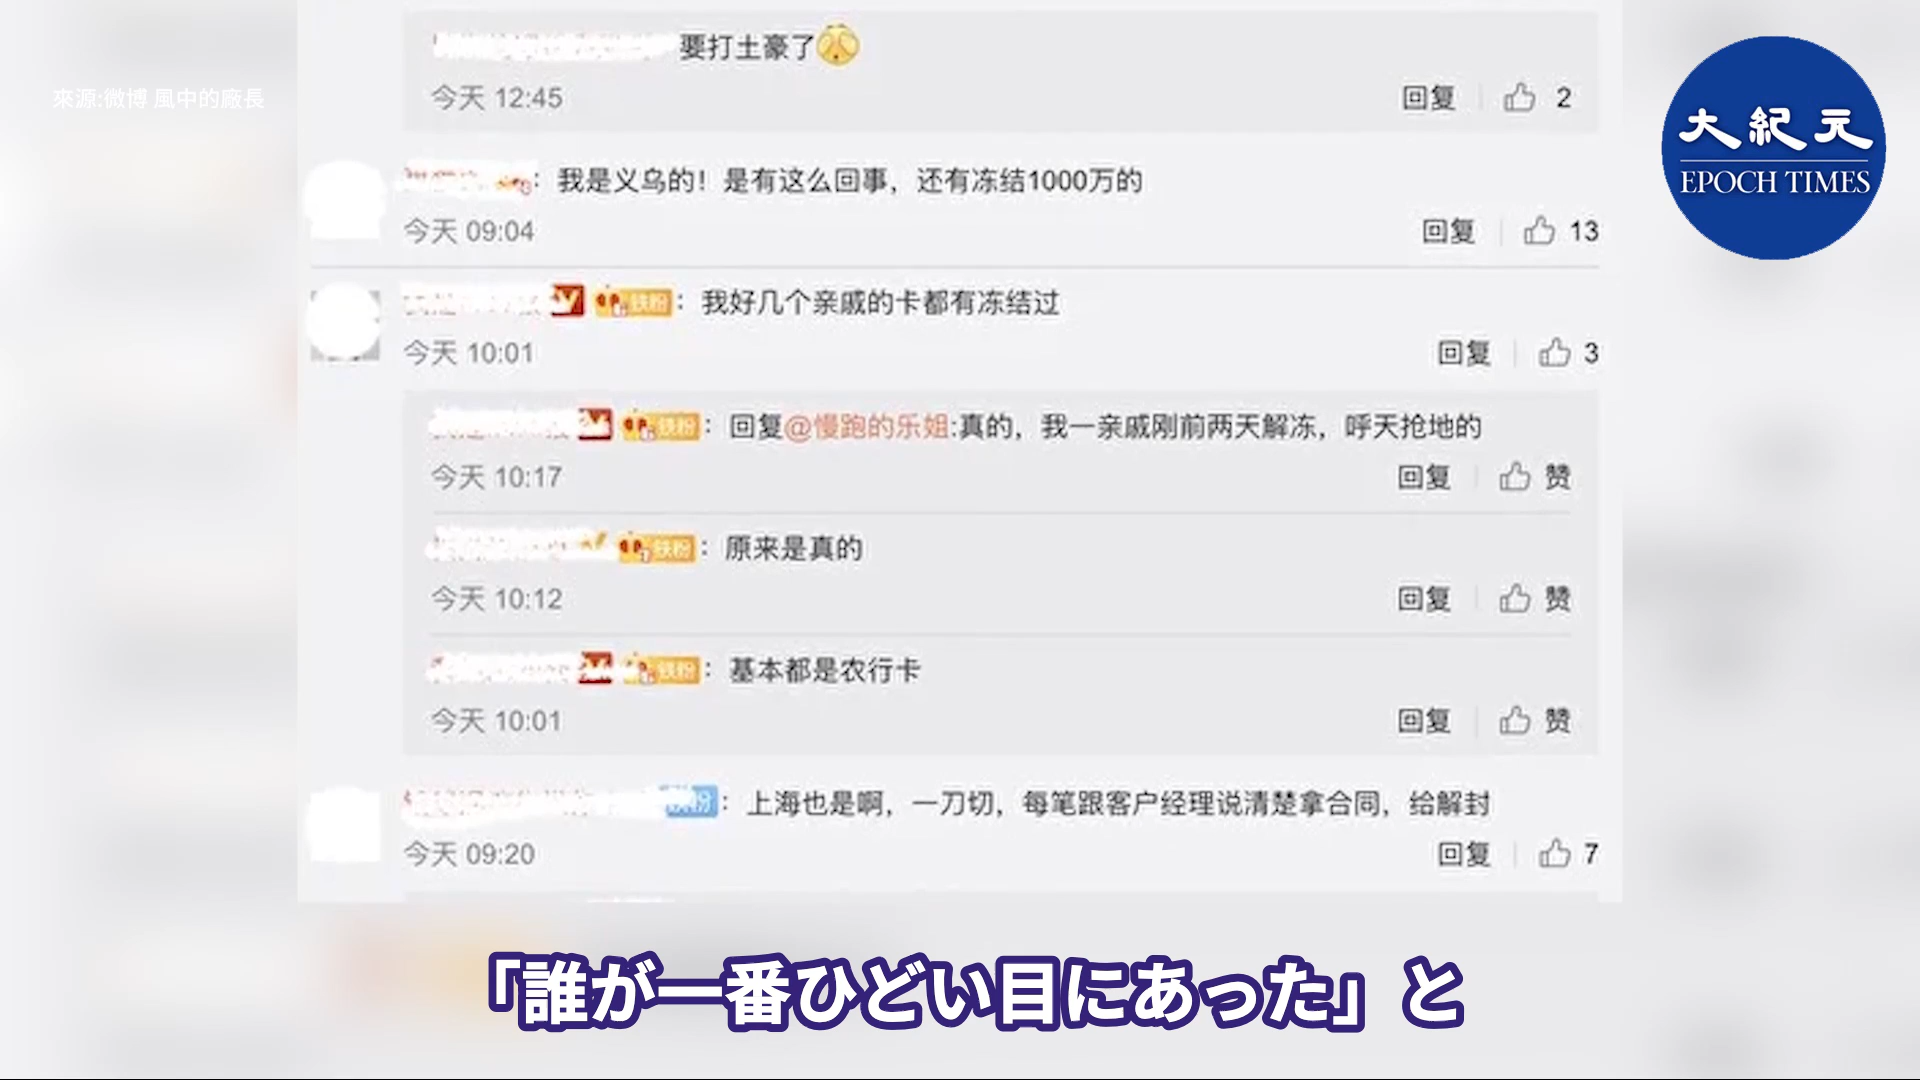 要打土豪了
今天 12:45
回复 2
來源:微博 風中的廠長
大紀元
EPOCH TIMES
: 我是义乌的！是有这么回事，还有冻结1000万的
今天 09:04
回复 13
铁粉 : 我好几个亲戚的卡都有冻结过
今天 10:01
回复 3
铁粉 : 回复@慢跑的乐姐:真的，我一亲戚刚前两天解冻，呼天抢地的
今天 10:17
回复 赞
铁粉 : 原来是真的
今天 10:12
回复 赞
铁粉 : 基本都是农行卡
今天 10:01
回复 赞
: 上海也是啊，一刀切，每笔跟客户经理说清楚拿合同，给解封
今天 09:20
回复 7
「誰が一番ひどい目にあった」と